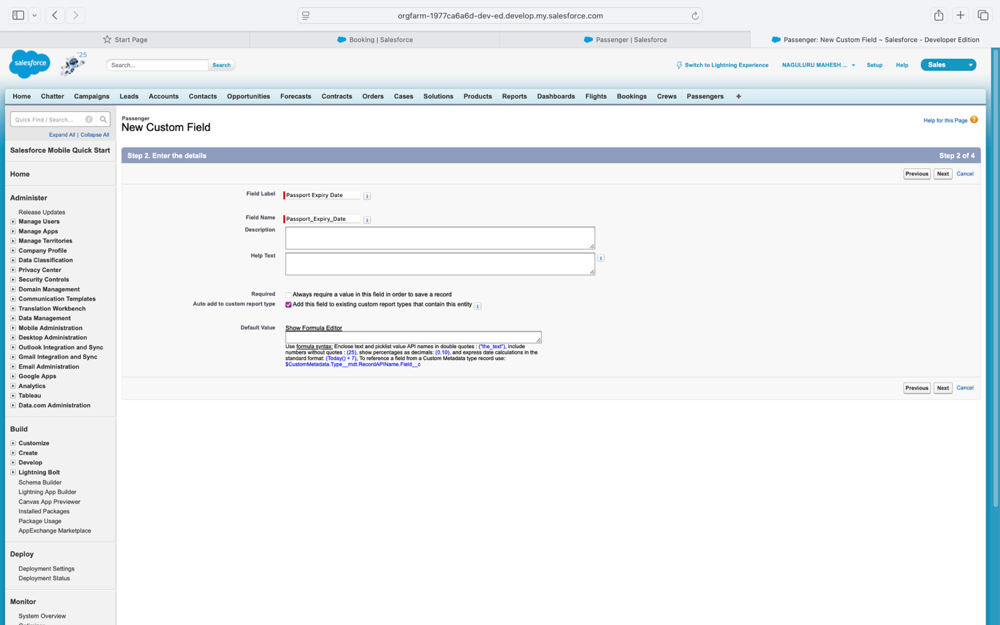 orgfarm-1977ca6a6d-dev-ed.develop.my.salesforce.com
Start Page
Booking | Salesforce
Passenger | Salesforce
Passenger: New Custom Field ~ Salesforce - Developer Edition
salesforce
'25
Search...
Search
Switch to Lightning Experience
NAGULURU MAHESH ...
Setup
Help
Sales
Home Chatter Campaigns Leads Accounts Contacts Opportunities Forecasts Contracts Orders Cases Solutions Products Reports Dashboards Flights Bookings Crews Passengers +
Quick Find / Search...
Expand All | Collapse All
Salesforce Mobile Quick Start
Home
Administer
Release Updates
Manage Users
Manage Apps
Manage Territories
Company Profile
Data Classification
Privacy Center
Security Controls
Domain Management
Communication Templates
Translation Workbench
Data Management
Mobile Administration
Desktop Administration
Outlook Integration and Sync
Gmail Integration and Sync
Email Administration
Google Apps
Analytics
Tableau
Data.com Administration
Build
Customize
Create
Develop
Lightning Bolt
Schema Builder
Lightning App Builder
Canvas App Previewer
Installed Packages
Package Usage
AppExchange Marketplace
Deploy
Deployment Settings
Deployment Status
Monitor
System Overview
Passenger
New Custom Field
Help for this Page ?
Step 2. Enter the details
Step 2 of 4
Previous Next Cancel
Field Label Passport Expiry Date
Field Name Passport_Expiry_Date
Description
Help Text
Required Always require a value in this field in order to save a record
Auto add to custom report type Add this field to existing custom report types that contain this entity
Default Value Show Formula Editor
Use formula syntax: Enclose text and picklist value API names in double quotes : ("the_text"), include
numbers without quotes : (25), show percentages as decimals: (0.10), and express date calculations in the
standard format: (Today() + 7), To reference a field from a Custom Metadata type record use:
$CustomMetadata.Type__mdt.RecordAPIName.Field__c
Previous Next Cancel